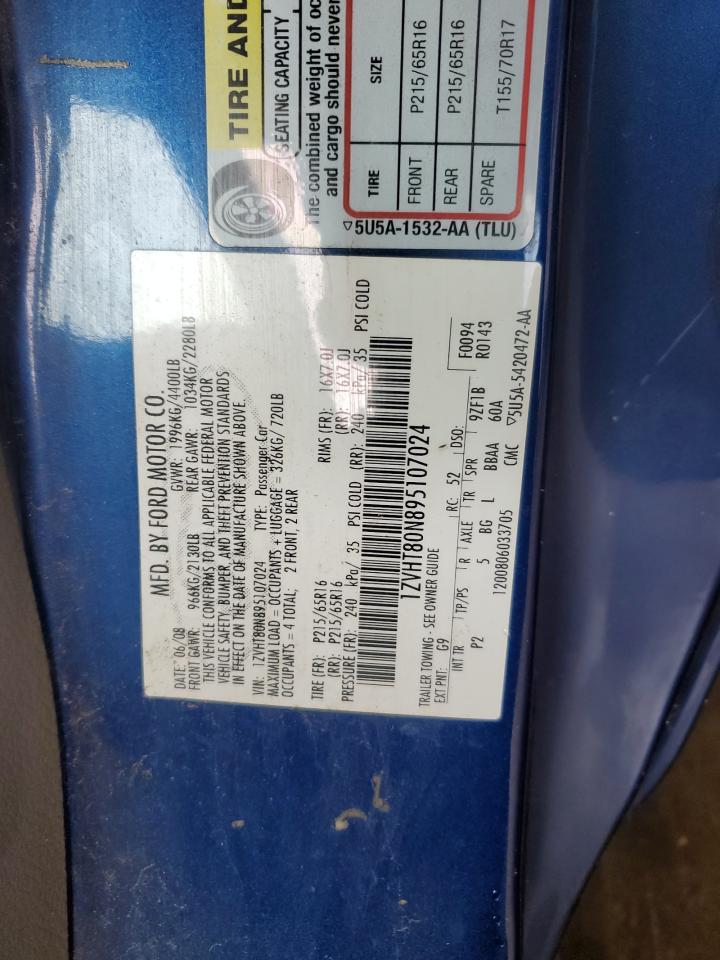 TIRE AND
SEATING CAPACITY
The combined weight of oc
and cargo should never
TIRE SIZE
FRONT P215/65R16
REAR P215/65R16
SPARE T155/70R17
5U5A-1532-AA (TLU)
MFD. BY FORD MOTOR CO.
DATE: 06/08 GVWR: 1996KG/4400LB
FRONT GAWR: 966KG/2130LB REAR GAWR: 1034KG/2280LB
THIS VEHICLE CONFORMS TO ALL APPLICABLE FEDERAL MOTOR
VEHICLE SAFETY, BUMPER, AND THEFT PREVENTION STANDARDS
IN EFFECT ON THE DATE OF MANUFACTURE SHOWN ABOVE.
VIN: 1ZVHT80N895107024 TYPE: Passenger Car
MAXIMUM LOAD = OCCUPANTS + LUGGAGE = 326KG/720LB
OCCUPANTS = 4 TOTAL; 2 FRONT, 2 REAR
TIRE (FR): P215/65R16 RIMS (FR): 16X7.0J
(RR): P215/65R16 (RR): 16X7.0J
PRESSURE (FR): 240 kPa/ 35 PSI COLD (RR): 240 kPa/ 35 PSI COLD
1ZVHT80N895107024
TRAILER TOWING - SEE OWNER GUIDE
EXT PNT: G9 RC: 52 DSO: F0094
R0143
INT TR TP/PS R AXLE TR SPR 9ZF1B
P2 5 BG L BBAA 60A
1200806033705 CMC 5U5A-5420472-AA